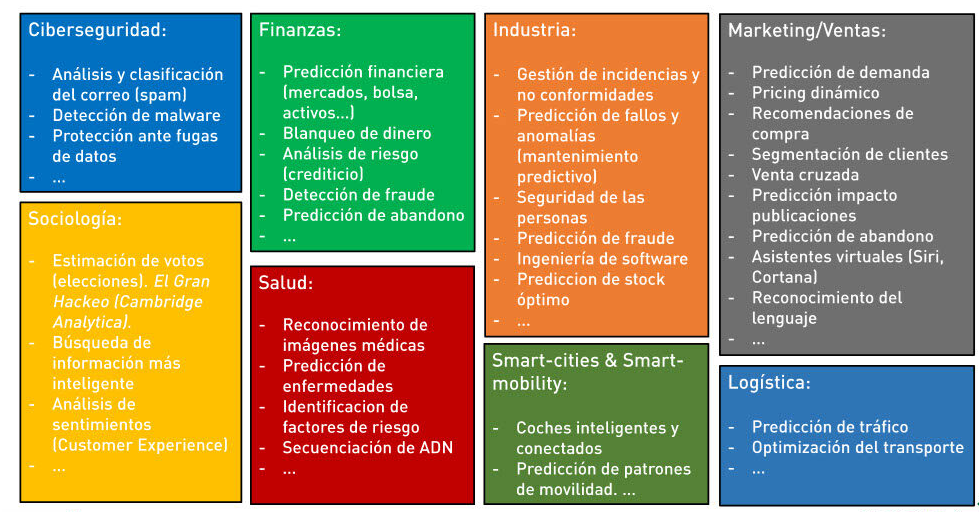 Ciberseguridad:
- Análisis y clasificación
del correo (spam)
- Detección de malware
- Protección ante fugas
de datos
- ...
Sociología:
- Estimación de votos
(elecciones). El Gran
Hackeo (Cambridge
Analytica).
- Búsqueda de
información más
inteligente
- Análisis de
sentimientos
(Customer Experience)
- ...
Finanzas:
- Predicción financiera
(mercados, bolsa,
activos...)
- Blanqueo de dinero
- Análisis de riesgo
(crediticio)
- Detección de fraude
- Predicción de abandono
- ...
Salud:
- Reconocimiento de
imágenes médicas
- Predicción de
enfermedades
- Identificacion de
factores de riesgo
- Secuenciación de ADN
- ...
Industria:
- Gestión de incidencias y
no conformidades
- Predicción de fallos y
anomalías
(mantenimiento
predictivo)
- Seguridad de las
personas
- Predicción de fraude
- Ingeniería de software
- Prediccion de stock
óptimo
- ...
Smart-cities & Smart-
mobility:
- Coches inteligentes y
conectados
- Predicción de patrones
de movilidad. ...
Marketing/Ventas:
- Predicción de demanda
- Pricing dinámico
- Recomendaciones de
compra
- Segmentación de clientes
- Venta cruzada
- Predicción impacto
publicaciones
- Predicción de abandono
- Asistentes virtuales (Siri,
Cortana)
- Reconocimiento del
lenguaje
- ...
Logística:
- Predicción de tráfico
- Optimización del transporte
- ...